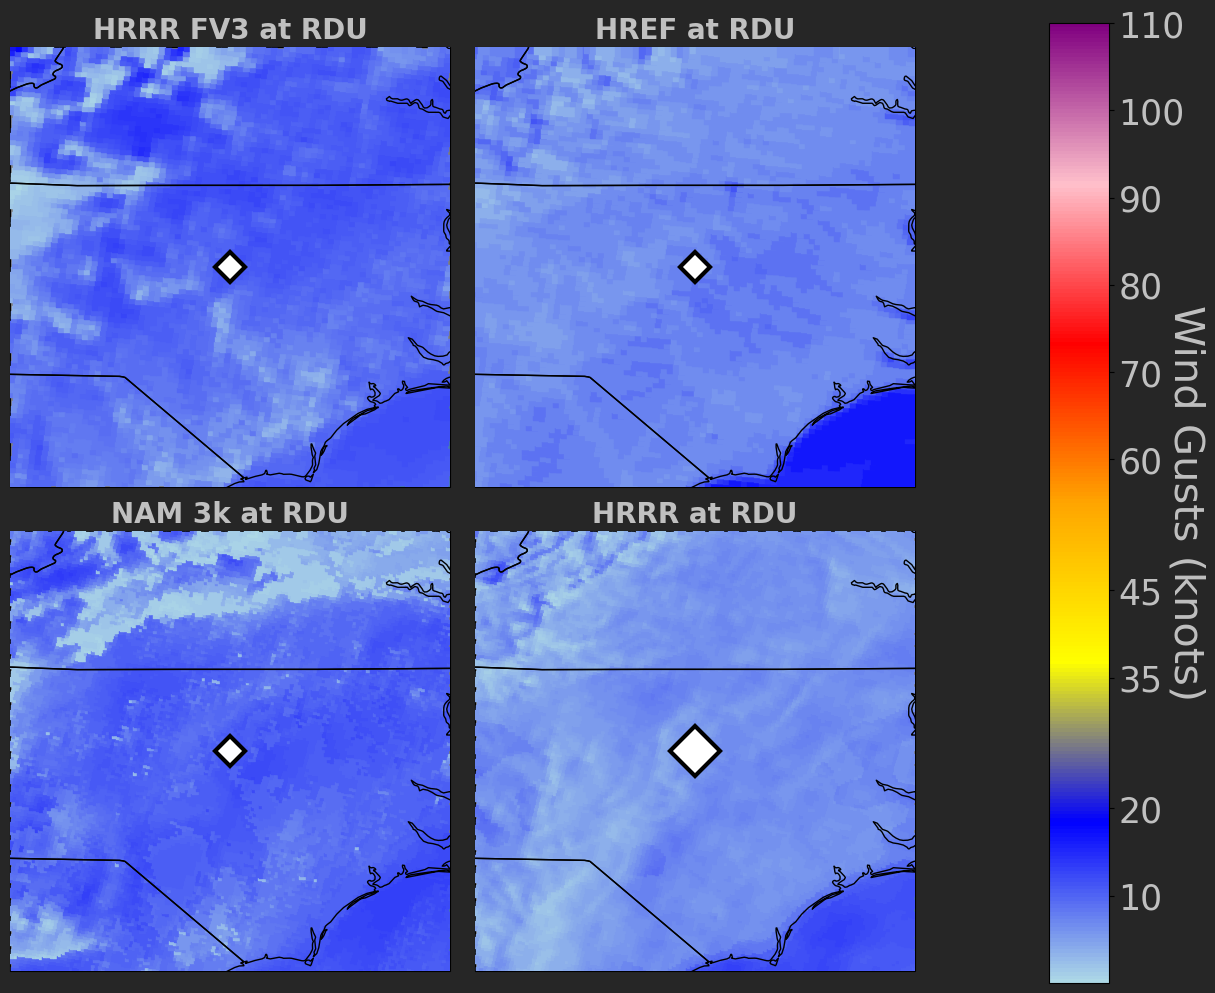 HRRR FV3 at RDU
HREF at RDU
NAM 3k at RDU
HRRR at RDU
110
100
90
80
70
60
45
35
20
10
Wind Gusts (knots)